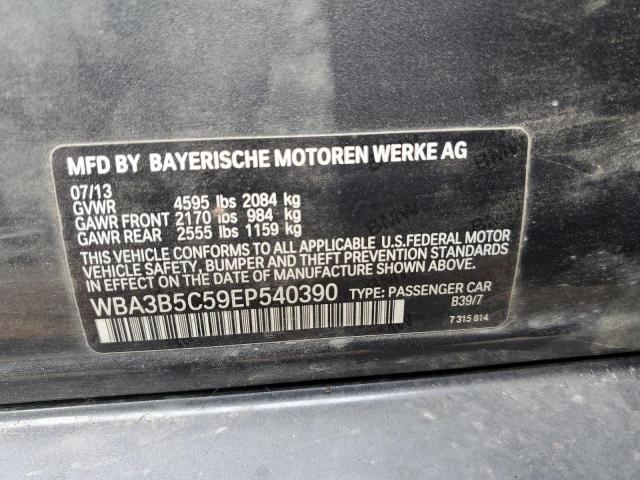 MFD BY BAYERISCHE MOTOREN WERKE AG
07/13
GVWR 4595 lbs 2084 kg
GAWR FRONT 2170 lbs 984 kg
GAWR REAR 2555 lbs 1159 kg
THIS VEHICLE CONFORMS TO ALL APPLICABLE U.S.FEDERAL MOTOR
VEHICLE SAFETY, BUMPER AND THEFT PREVENTION STANDARDS
IN EFFECT ON THE DATE OF MANUFACTURE SHOWN ABOVE.
WBA3B5C59EP540390 TYPE: PASSENGER CAR
B39/7
7 315 814